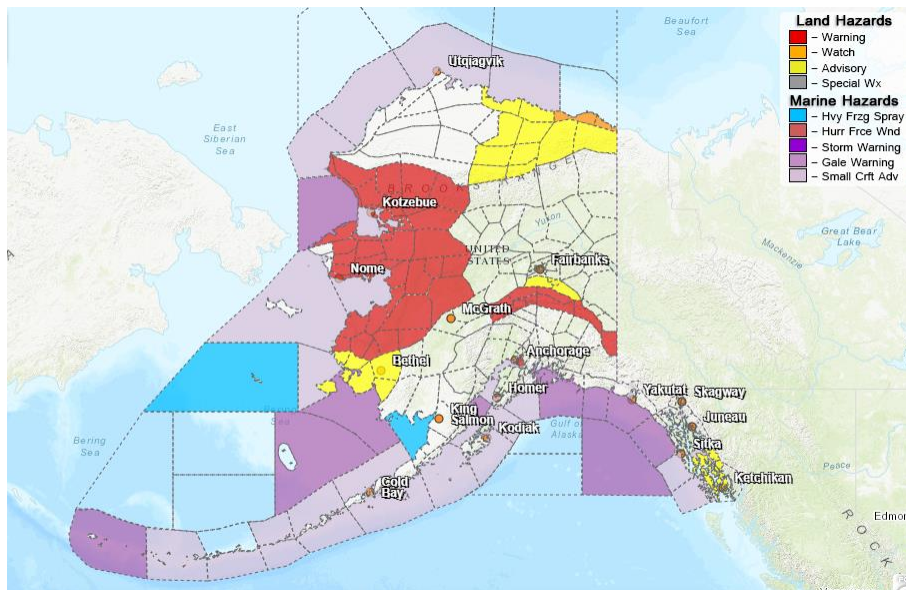 Beaufort
Sea
Land Hazards
– Warning
– Watch
– Advisory
– Special Wx
Marine Hazards
– Hvy Frzg Spray
– Hurr Frce Wnd
– Storm Warning
– Gale Warning
– Small Crft Adv
Utqiagvik
East
Siberian
Sea
BROOKS RANGE
Kotzebue
Yukon
Great Bear
Lake
Mackenzie
UNITED
STATES
Nome
Fairbanks
McGrath
Anchorage
Bethel
Homer
Yakutat
Skagway
King
Salmon
Kodiak
Juneau
Gulf of
Alaska
Sitka
Bering
Sea
Sea
Peace
Ketchikan
Cold
Bay
Edmon
ROCK